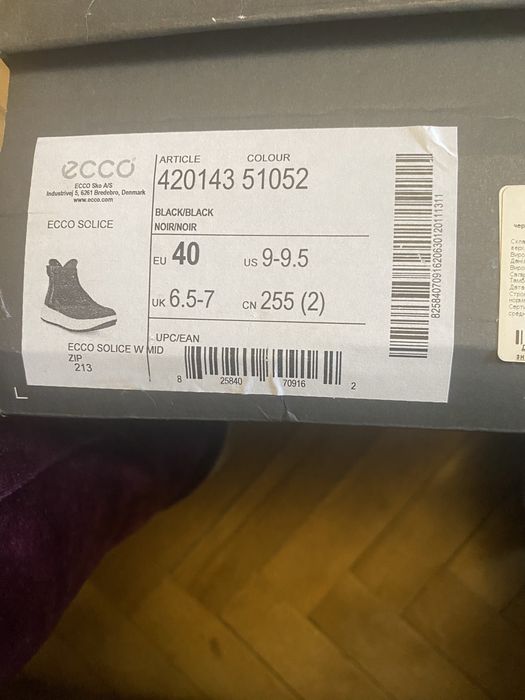 ecco
ECCO Sko A/S
Industrivej 5, 6261 Bredebro, Denmark
www.ecco.com
ECCO SOLICE
ARTICLE COLOUR
420143 51052
BLACK/BLACK
NOIR/NOIR
EU 40 US 9-9.5
UK 6.5-7 CN 255 (2)
UPC/EAN
ECCO SOLICE W MID
ZIP
213
8 25840 70916 2
82584070916206301201113​11